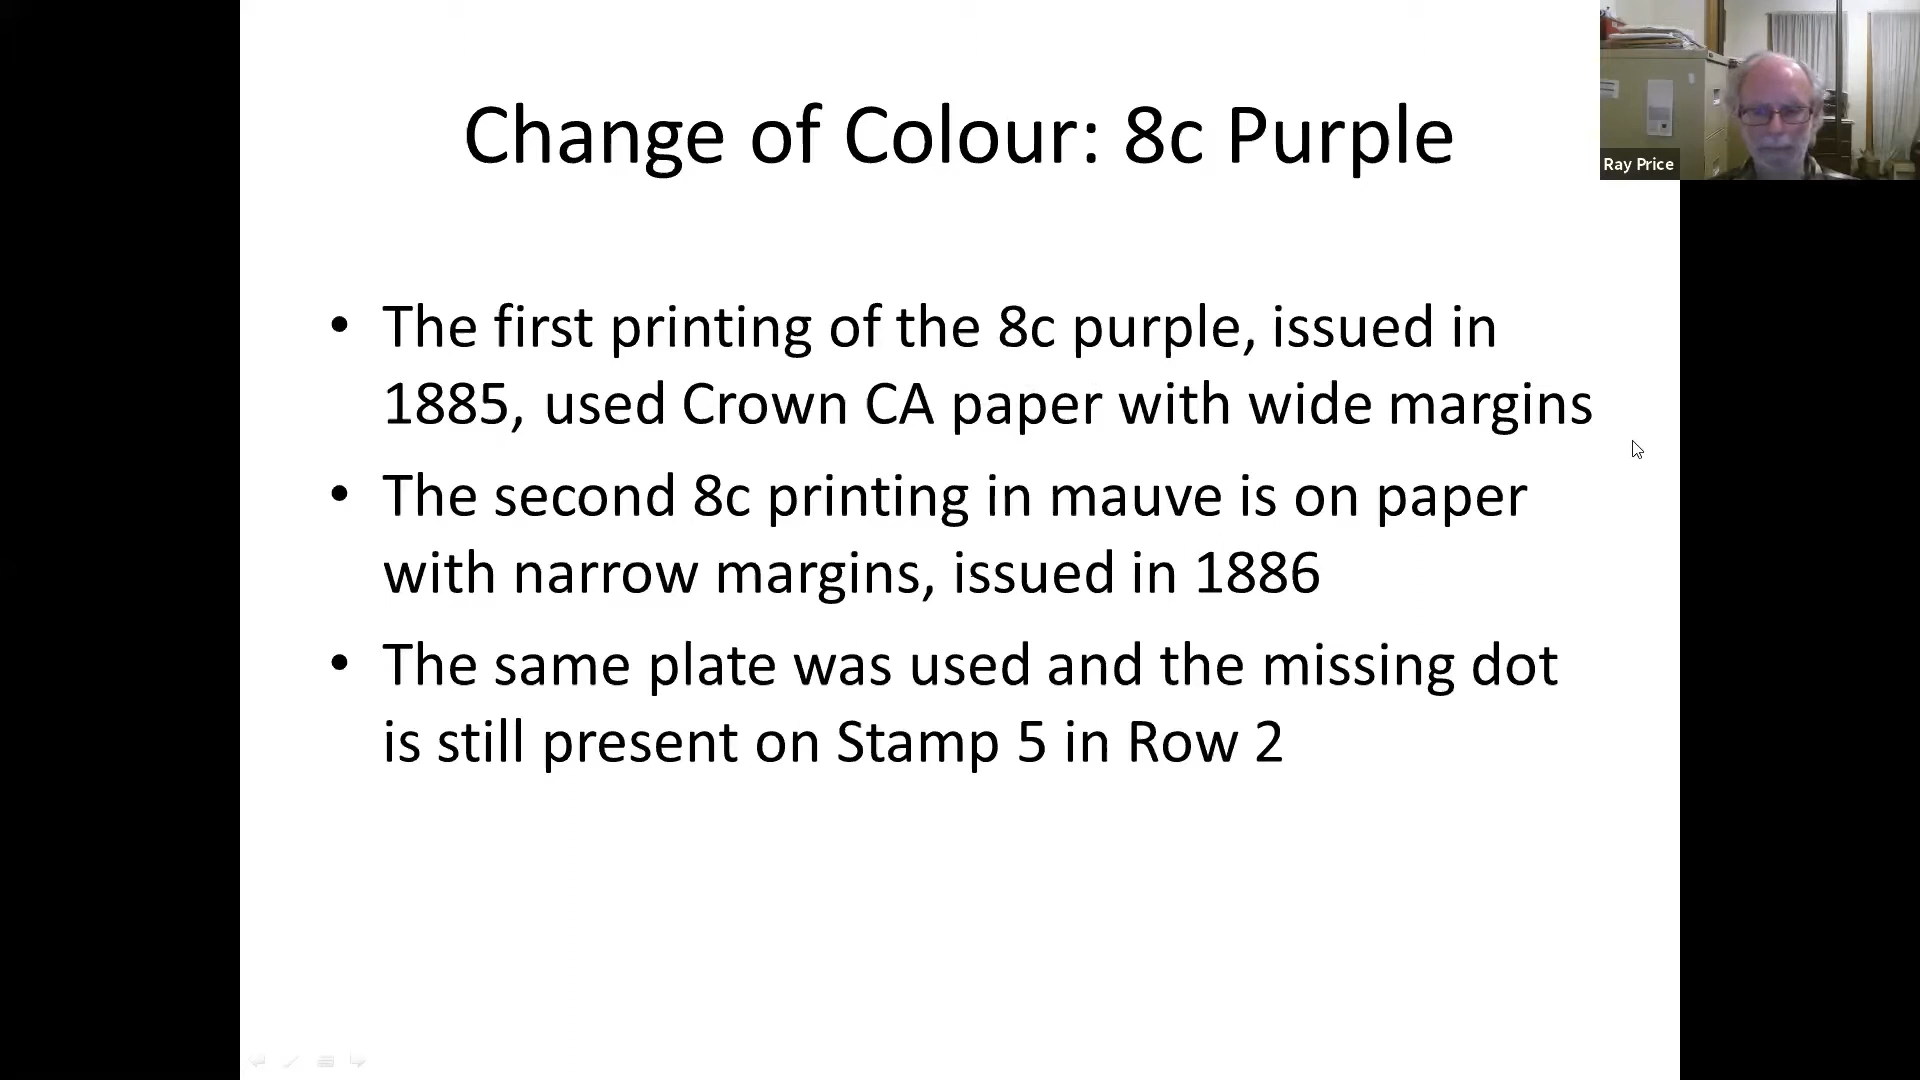 Change of Colour: 8c Purple
Ray Price
• The first printing of the 8c purple, issued in
1885, used Crown CA paper with wide margins
• The second 8c printing in mauve is on paper
with narrow margins, issued in 1886
• The same plate was used and the missing dot
is still present on Stamp 5 in Row 2